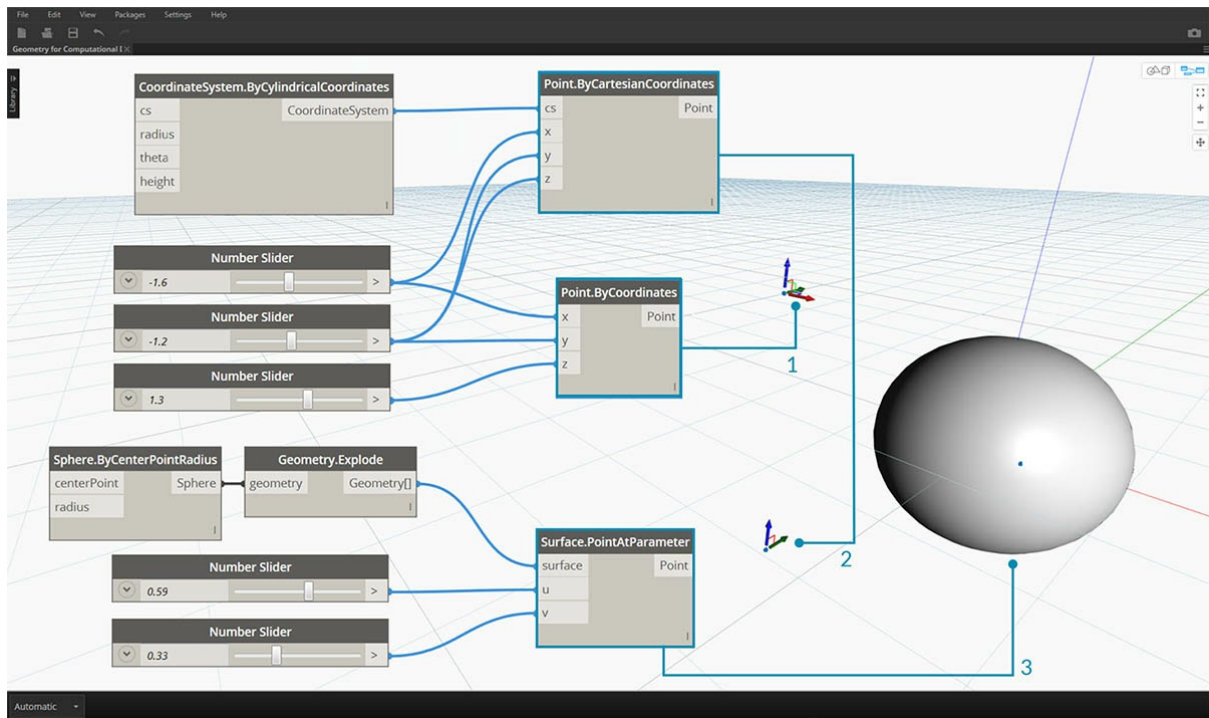 File Edit View Packages Settings Help
Geometry for Computational
Library
CoordinateSystem.ByCylindricalCoordinates
cs CoordinateSystem
radius
theta
height
Point.ByCartesianCoordinates
cs Point
x
y
z
Number Slider
-1.6 >
Number Slider
-1.2 >
Number Slider
1.3 >
Point.ByCoordinates
x Point
y
z
1
Sphere.ByCenterPointRadius
centerPoint Sphere
radius
Geometry.Explode
geometry Geometry[]
Surface.PointAtParameter
surface Point
u
v
2
Number Slider
0.59 >
Number Slider
0.33 >
3
Automatic